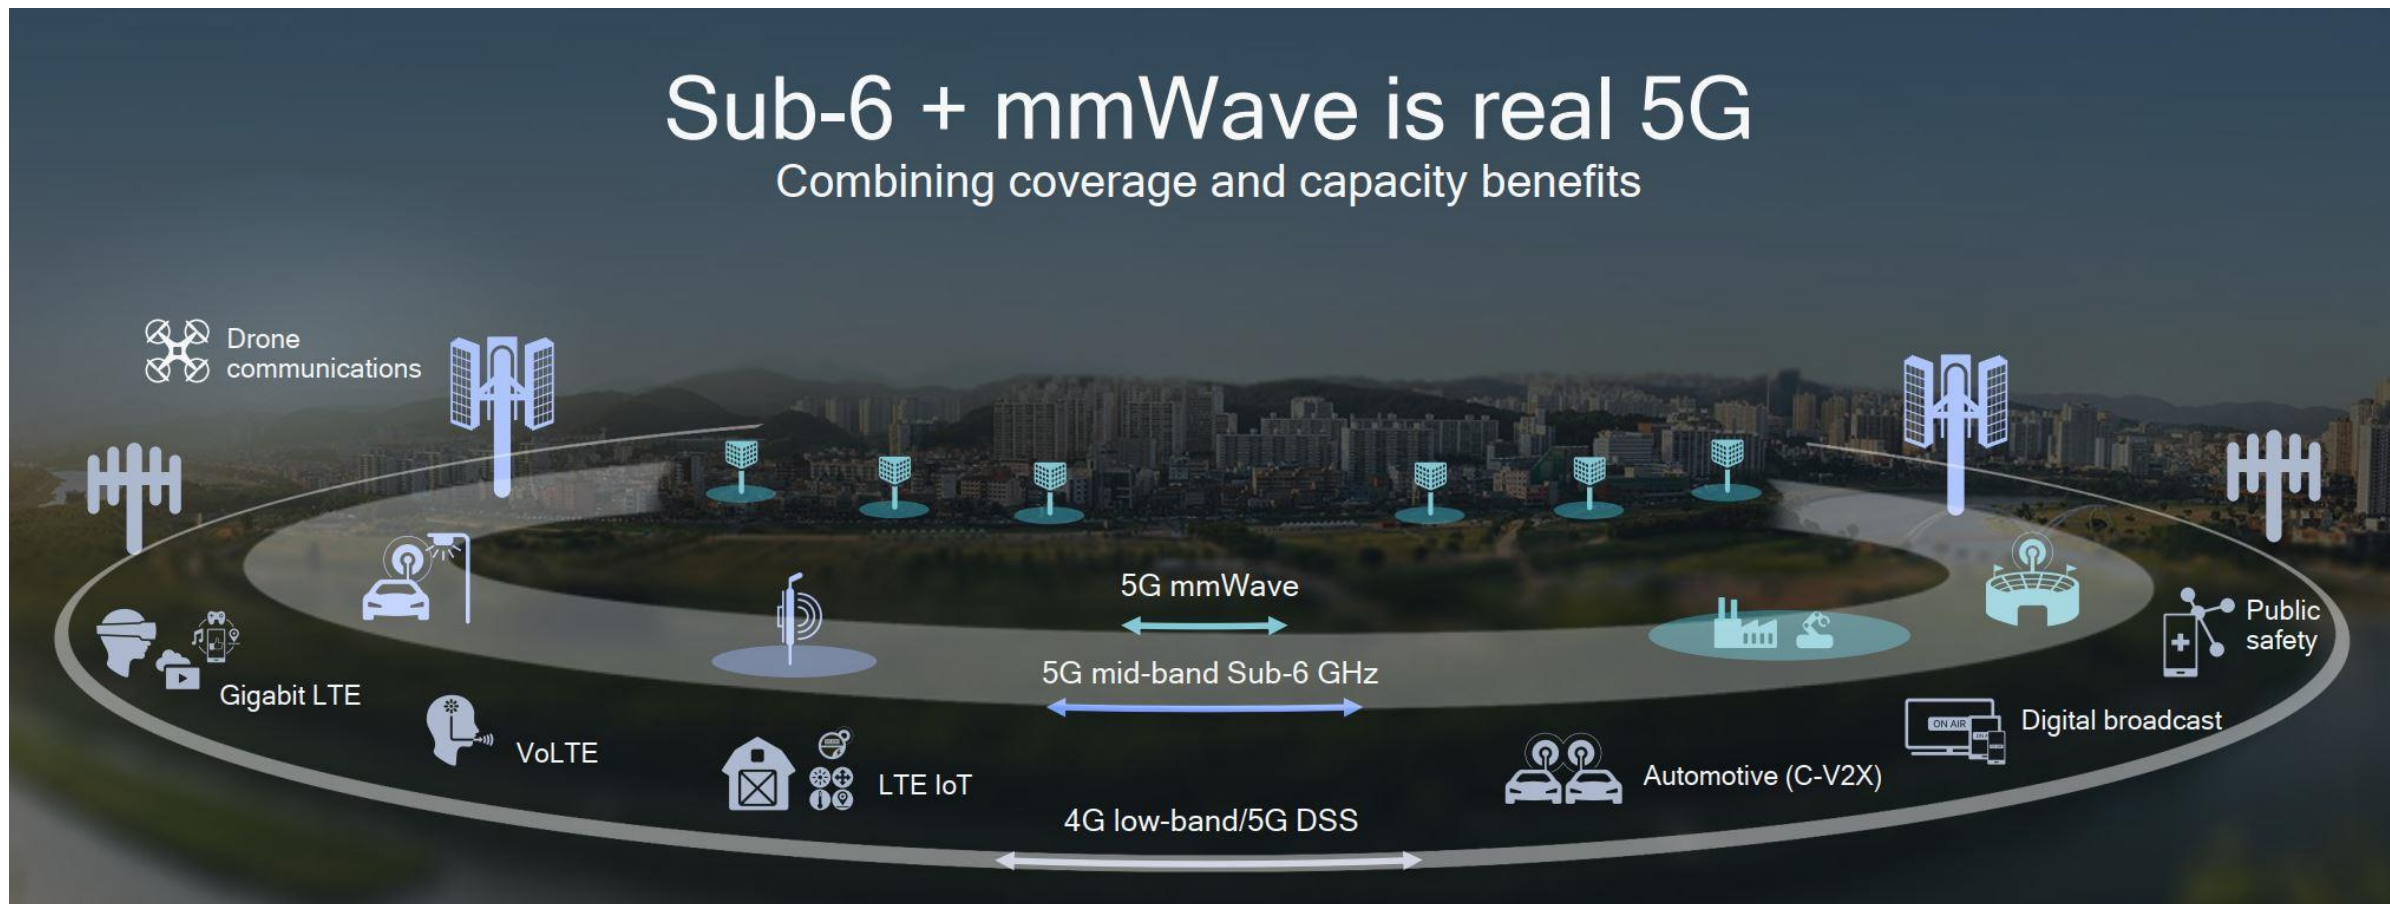 Sub-6 + mmWave is real 5G
Combining coverage and capacity benefits
Drone
communications
5G mmWave
Public
safety
5G mid-band Sub-6 GHz
Gigabit LTE
ON AIR
Digital broadcast
VoLTE
LTE IoT
Automotive (C-V2X)
4G low-band/5G DSS